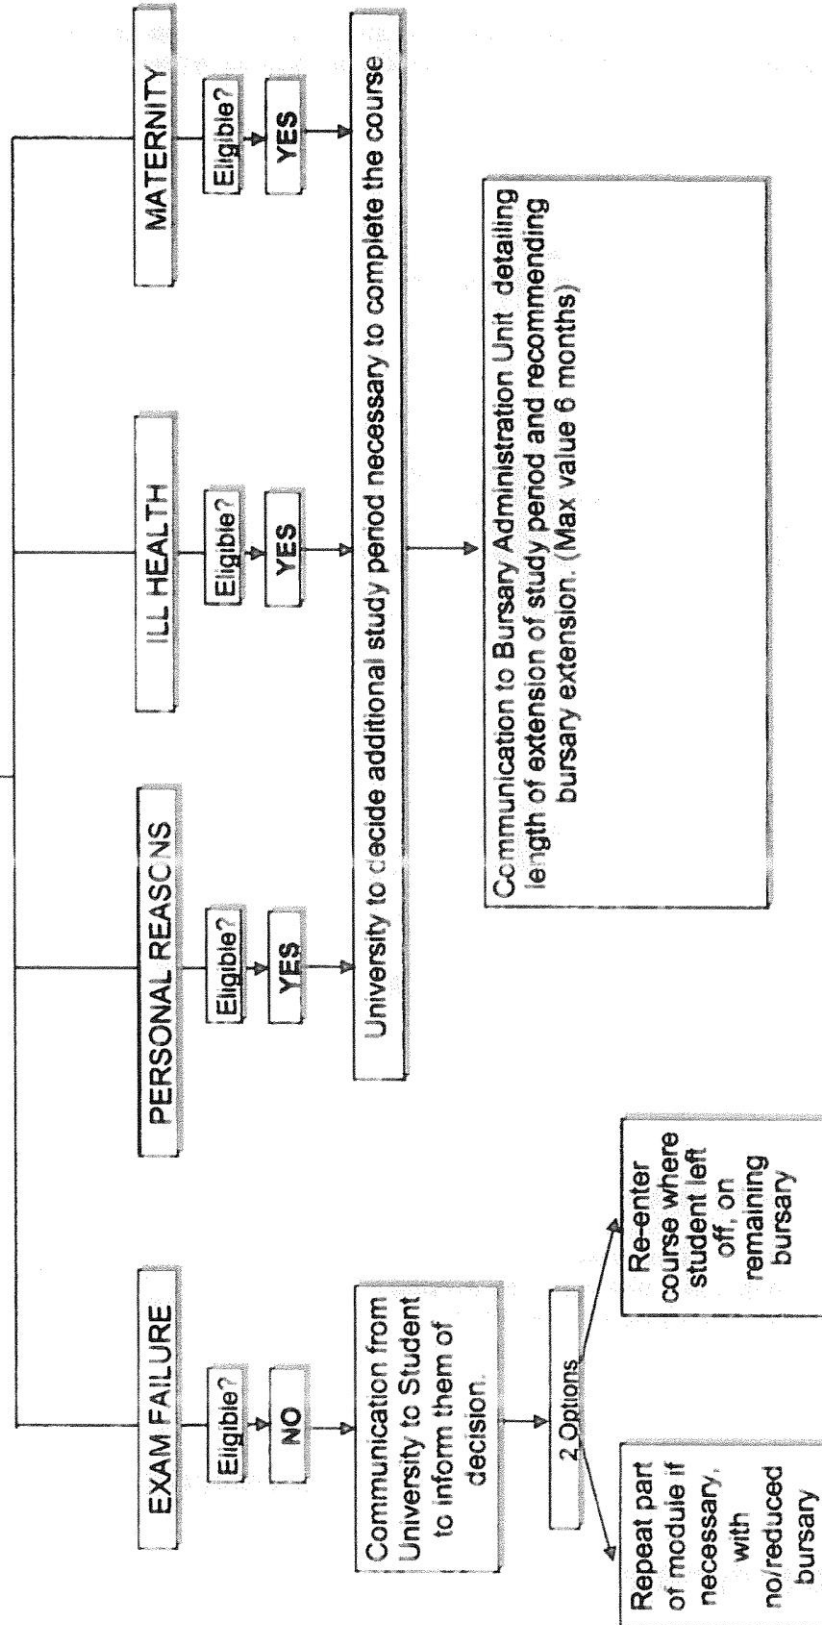 EXAM FAILURE
Eligible?
NO
Communication from
University to Student
to inform them of
decision.
2 Options
Repeat part
of module if
necessary,
with
no/reduced
bursary
Re-enter
course where
student left
off, on
remaining
bursary
PERSONAL REASONS
Eligible?
YES
ILL HEALTH
Eligible?
YES
MATERNITY
Eligible?
YES
University to decide additional study period necessary to complete the course
Communication to Bursary Administration Unit detailing
length of extension of study period and recommending
bursary extension. (Max value 6 months)